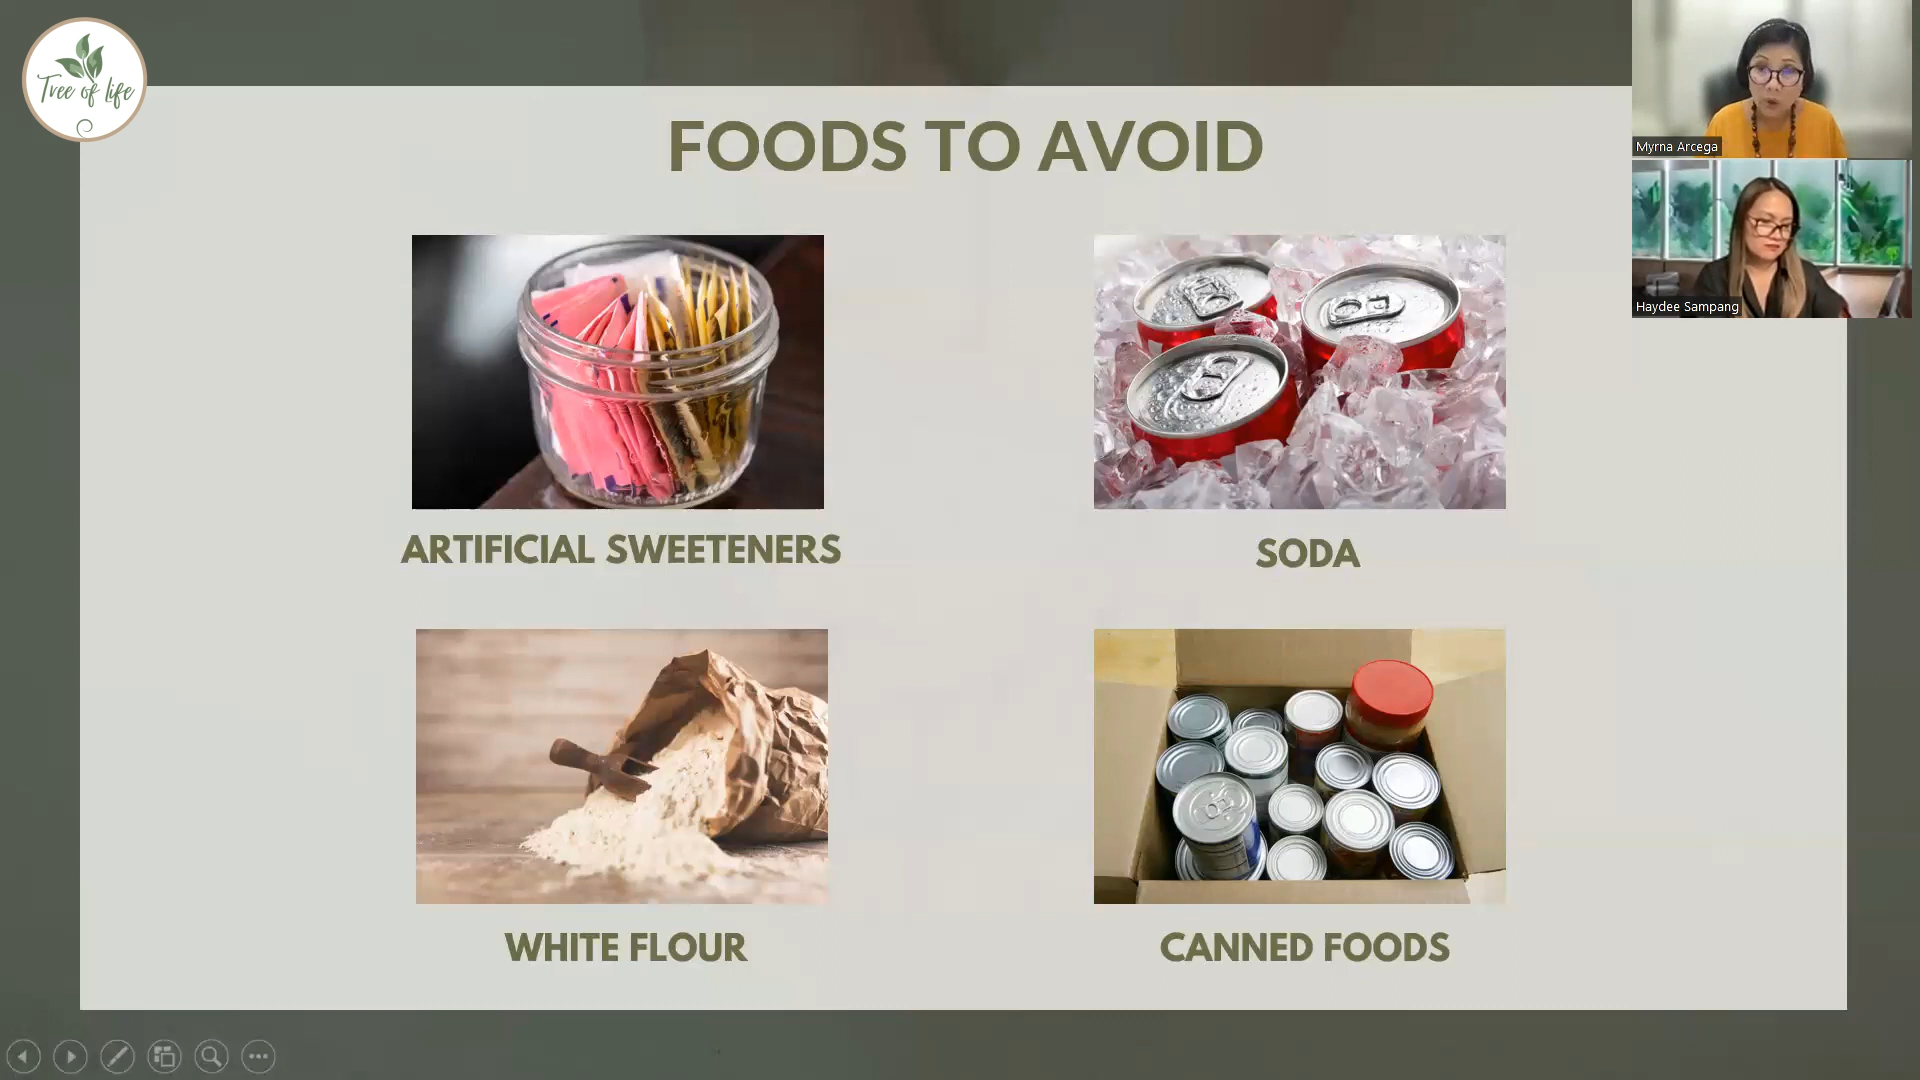 Tree of life
FOODS TO AVOID
Myrna Arcega
Haydee Sampang
ARTIFICIAL SWEETENERS
SODA
WHITE FLOUR
CANNED FOODS